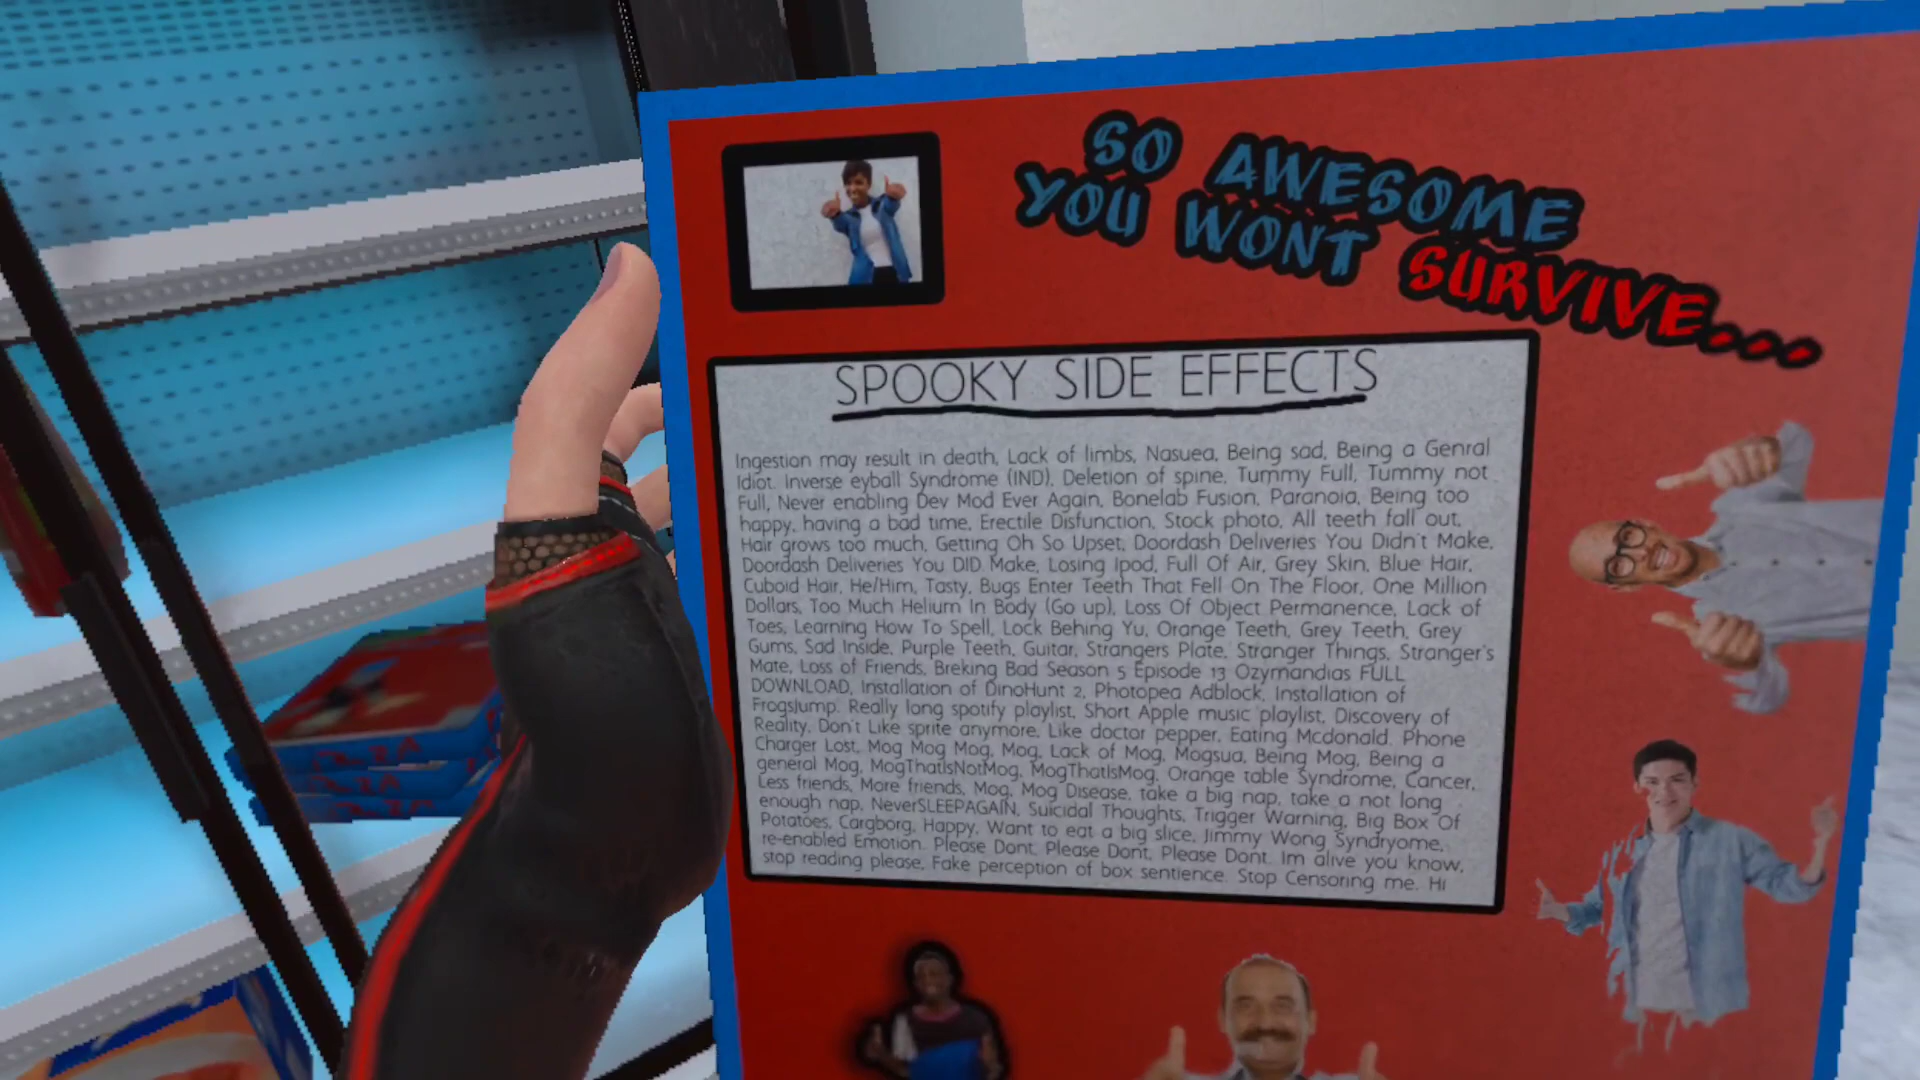 SO AWESOME
YOU WONT SURVIVE...
SPOOKY SIDE EFFECTS
Ingestion may result in death, Lack of limbs, Nasuea, Being sad, Being a Genral
Idiot. Inverse eyball Syndrome (IND), Deletion of spine, Tummy Full, Tummy not
Full, Never enabling Dev Mod Ever Again, Bonelab Fusion, Paranoia, Being too
happy, having a bad time, Erectile Disfunction, Stock photo, All teeth fall out,
Hair grows too much, Getting Oh So Upset, Doordash Deliveries You Didn't Make,
Doordash Deliveries You DID Make, Losing Ipod, Full Of Air, Grey Skin, Blue Hair,
Cuboid Hair, He/Him, Tasty, Bugs Enter Teeth That Fell On The Floor, One Million
Dollars, Too Much Helium In Body (Go up), Loss Of Object Permanence, Lack of
Toes, Learning How To Spell, Lock Behing Yu, Orange Teeth, Grey Teeth, Grey
Gums, Sad Inside, Purple Teeth, Guitar, Strangers Plate, Stranger Things, Stranger's
Mate, Loss of Friends, Breking Bad Season 5 Episode 13 Ozymandias FULL
DOWNLOAD, Installation of DinoHunt 2, Photopea Adblock, Installation of
FrogsJump. Really long spotify playlist, Short Apple music playlist, Discovery of
Reality, Don't Like sprite anymore, Like doctor pepper, Eating Mcdonald. Phone
Charger Lost, Mog Mog Mog, Mog, Lack of Mog, Mogsua, Being Mog, Being a
general Mog, MogThatIsNotMog, MogThatIsMog, Orange table Syndrome, Cancer,
Less friends, More friends, Mog, Mog Disease, take a big nap, take a not long
enough nap, NeverSLEEPAGAIN, Suicidal Thoughts, Trigger Warning, Big Box Of
Potatoes, Cargborg, Happy, Want to eat a big slice, Jimmy Wong Syndryome,
re-enabled Emotion. Please Dont, Please Dont, Please Dont. Im alive you know,
stop reading please, Fake perception of box sentience. Stop Censoring me. Hi